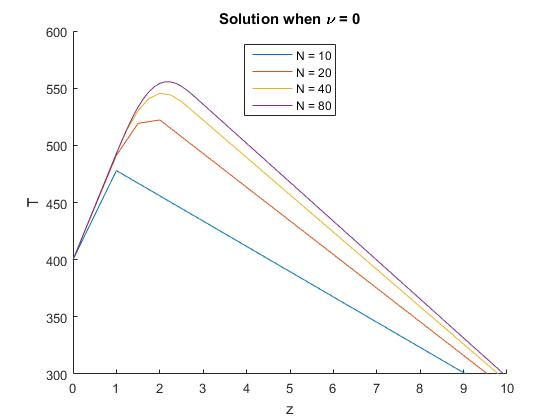 Solution when ν = 0
600
550
500
450
400
350
300
T
N = 10
N = 20
N = 40
N = 80
0 1 2 3 4 5 6 7 8 9 10
z